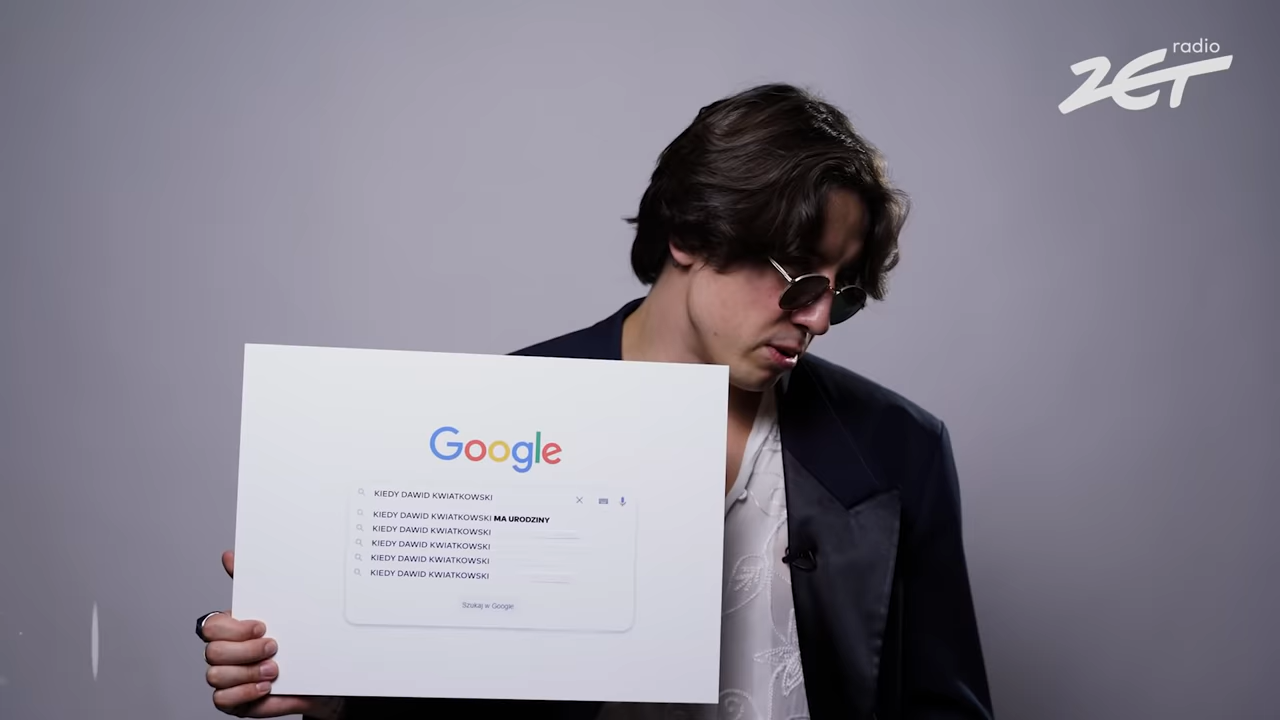 radio
ZET
Google
KIEDY DAWID KWIATKOWSKI
KIEDY DAWID KWIATKOWSKI MA URODZINY
KIEDY DAWID KWIATKOWSKI
KIEDY DAWID KWIATKOWSKI
KIEDY DAWID KWIATKOWSKI
KIEDY DAWID KWIATKOWSKI
Szukaj w Google